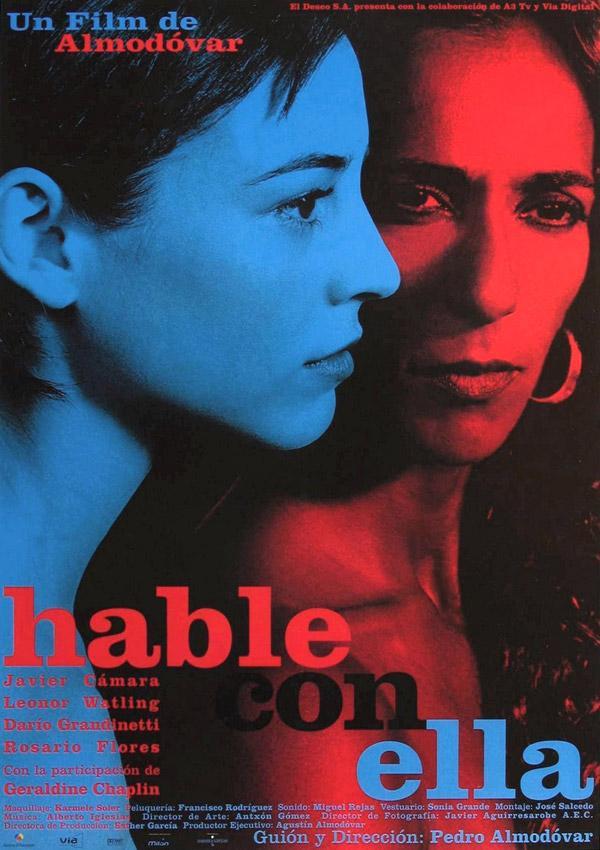 El Deseo S.A. presenta con la colaboración de A3 Tv y Via Digital
Un Film de
Almodóvar
hable
con
ella
Javier Cámara
Leonor Watling
Darío Grandinetti
Rosario Flores
Con la participación de
Geraldine Chaplin
Maquillaje: Karmele Soler Peluquería: Francisco Rodríguez Sonido: Miguel Rejas Vestuario: Sonia Grande Montaje: José Salcedo
Música: Alberto Iglesias Director de Arte: Antxón Gómez Director de Fotografía: Javier Aguirresarobe A.E.C.
Directora de Producción: Esther García Productor Ejecutivo: Agustín Almodóvar
Guión y Dirección: Pedro Almodóvar
via
milan